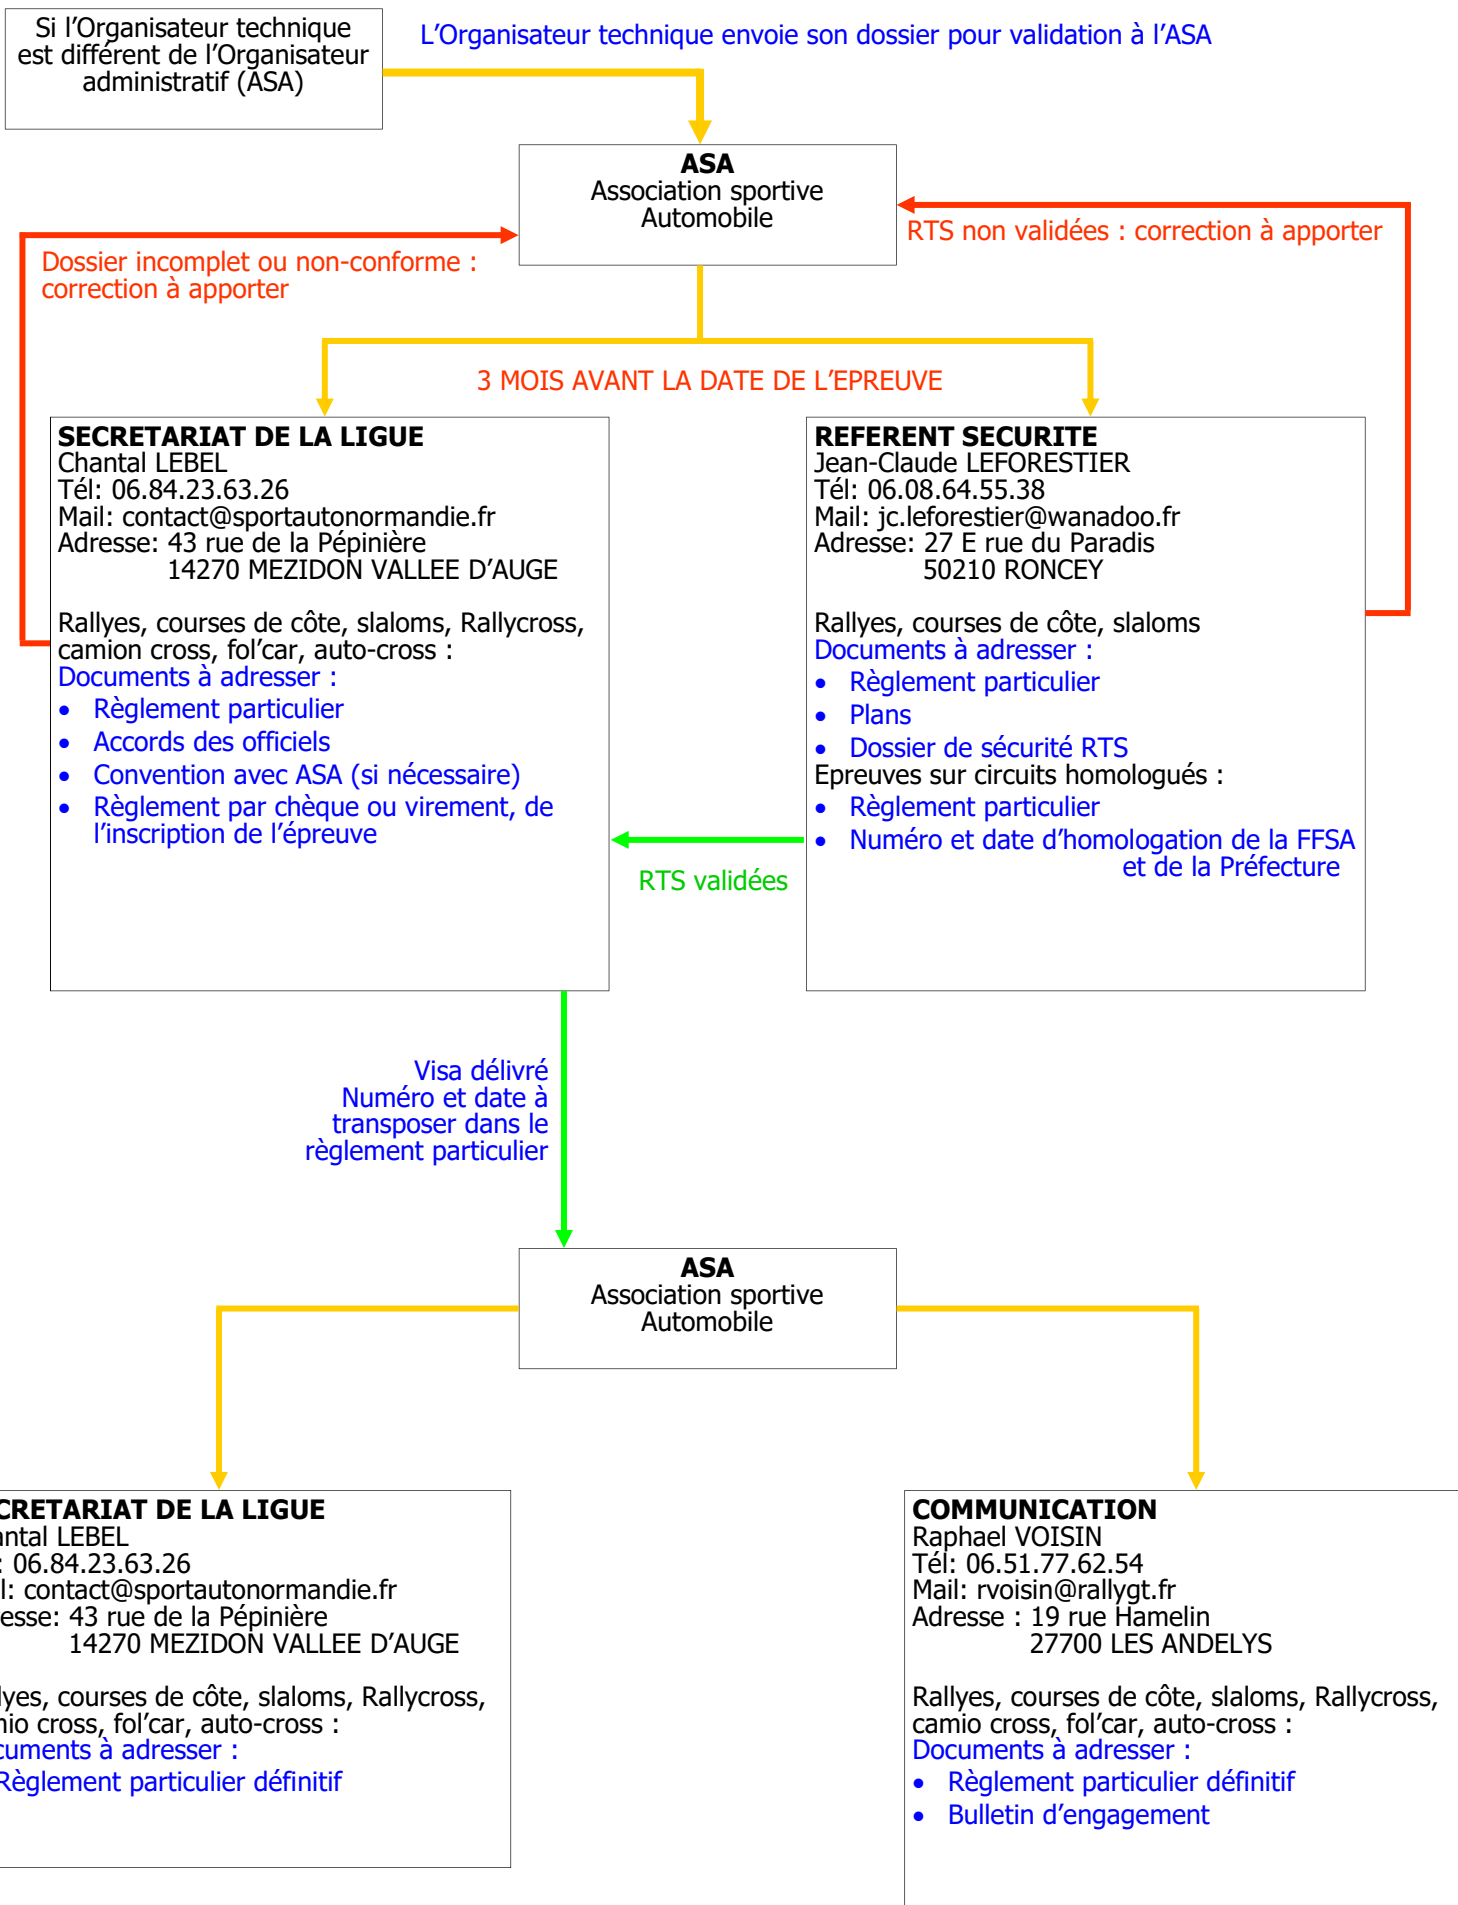 Si l’Organisateur technique
est différent de l’Organisateur
administratif (ASA)
L’Organisateur technique envoie son dossier pour validation à l’ASA
ASA
Association sportive
Automobile
RTS non validées : correction à apporter
Dossier incomplet ou non-conforme :
correction à apporter
3 MOIS AVANT LA DATE DE L’EPREUVE
SECRETARIAT DE LA LIGUE
Chantal LEBEL
Tél: 06.84.23.63.26
Mail: contact@sportautonormandie.fr
Adresse: 43 rue de la Pépinière
14270 MEZIDON VALLEE D’AUGE
Rallyes, courses de côte, slaloms, Rallycross,
camion cross, fol’car, auto-cross :
Documents à adresser :
• Règlement particulier
• Accords des officiels
• Convention avec ASA (si nécessaire)
• Règlement par chèque ou virement, de
l’inscription de l’épreuve
REFERENT SECURITE
Jean-Claude LEFORESTIER
Tél: 06.08.64.55.38
Mail: jc.leforestier@wanadoo.fr
Adresse: 27 E rue du Paradis
50210 RONCEY
Rallyes, courses de côte, slaloms
Documents à adresser :
• Règlement particulier
• Plans
• Dossier de sécurité RTS
Epreuves sur circuits homologués :
• Règlement particulier
• Numéro et date d’homologation de la FFSA
et de la Préfecture
RTS validées
Visa délivré
Numéro et date à
transposer dans le
règlement particulier
ASA
Association sportive
Automobile
CRETARIAT DE LA LIGUE
antal LEBEL
: 06.84.23.63.26
l: contact@sportautonormandie.fr
esse: 43 rue de la Pépinière
14270 MEZIDON VALLEE D’AUGE
lyes, courses de côte, slaloms, Rallycross,
mio cross, fol’car, auto-cross :
cuments à adresser :
Règlement particulier définitif
COMMUNICATION
Raphael VOISIN
Tél: 06.51.77.62.54
Mail: rvoisin@rallygt.fr
Adresse : 19 rue Hamelin
27700 LES ANDELYS
Rallyes, courses de côte, slaloms, Rallycross,
camio cross, fol’car, auto-cross :
Documents à adresser :
• Règlement particulier définitif
• Bulletin d’engagement